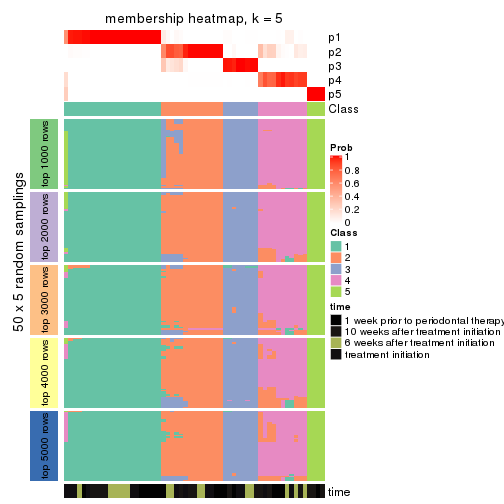 membership heatmap, k = 5
p1
p2
p3
p4
p5
Class
50 x 5 random samplings
top 1000 rows
top 2000 rows
top 3000 rows
top 4000 rows
top 5000 rows
time
Prob
1
0.8
0.6
0.4
0.2
0
Class
1
2
3
4
5
time
1 week prior to periodontal therapy
10 weeks after treatment initiation
6 weeks after treatment initiation
treatment initiation